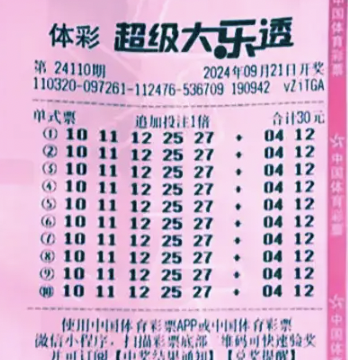 体彩 超级大乐透
第 24110期 2024年09月21日开奖
110320-097261-112476-536709 190942 vZiTGA
单式票 追加投注1倍 合计30元
① 10 11 12 25 27 + 04 12
② 10 11 12 25 27 + 04 12
③ 10 11 12 25 27 + 04 12
④ 10 11 12 25 27 + 04 12
⑤ 10 11 12 25 27 + 04 12
⑥ 10 11 12 25 27 + 04 12
⑦ 10 11 12 25 27 + 04 12
⑧ 10 11 12 25 27 + 04 12
⑨ 10 11 12 25 27 + 04 12
⑩ 10 11 12 25 27 + 04 12
使用中国体育彩票APP或中国体育彩票
微信小程序, 扫描彩票底部二维码可快速验奖
并可订阅【中奖结果通知】兑奖提醒
中国体育彩票
中国体育彩票
中国体